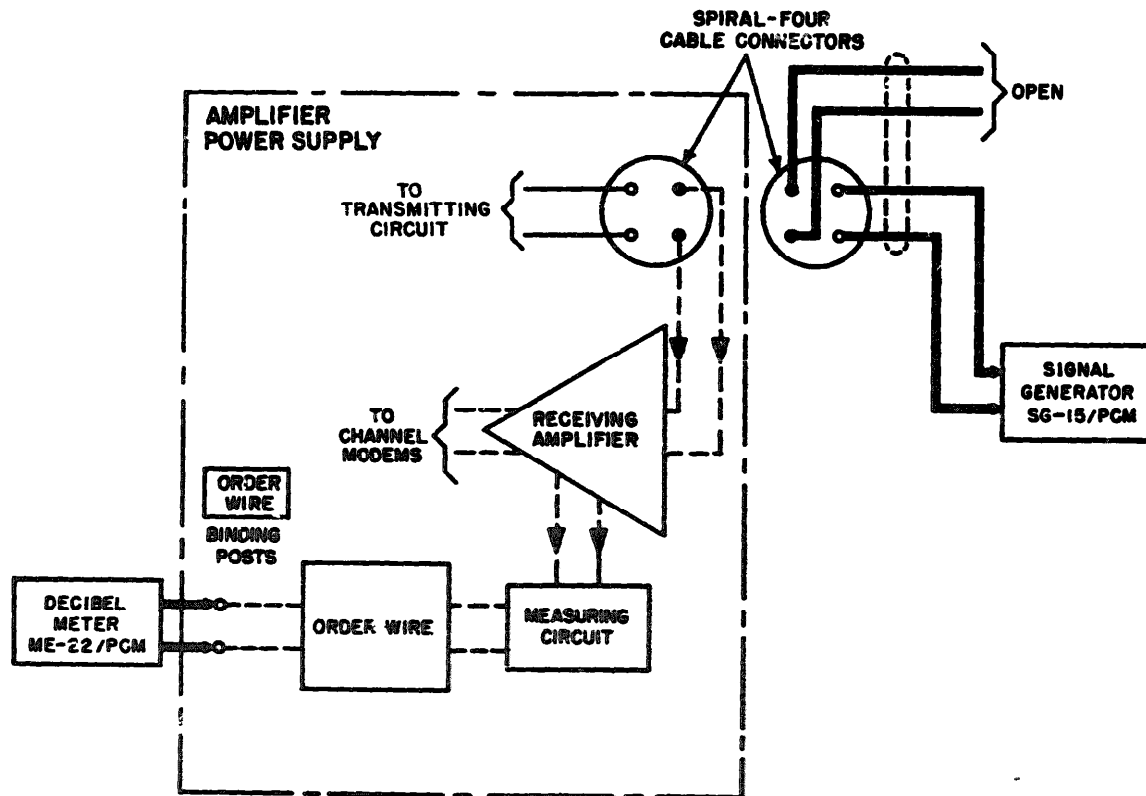 SPIRAL-FOUR
CABLE CONNECTORS
OPEN
AMPLIFIER
POWER SUPPLY
TO
TRANSMITTING
CIRCUIT
SIGNAL
GENERATOR
SG-15/PCM
RECEIVING
AMPLIFIER
TO
CHANNEL
MODEMS
ORDER
WIRE
BINDING
POSTS
DECIBEL
METER
ME-22/PCM
ORDER WIRE
MEASURING
CIRCUIT